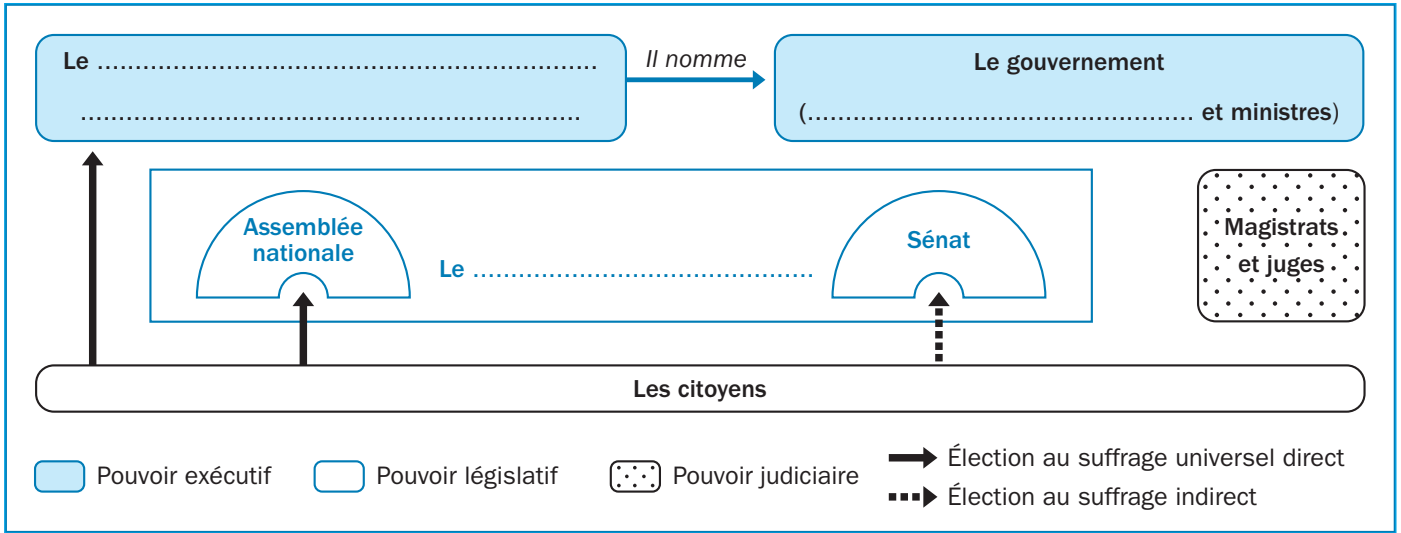 Le ..................................................................
..................................................................
Il nomme
Le gouvernement
(................................................... et ministres)
Assemblée
nationale
Le .............................................
Sénat
Magistrats
et juges
Les citoyens
Pouvoir exécutif
Pouvoir législatif
Pouvoir judiciaire
Élection au suffrage universel direct
Élection au suffrage indirect